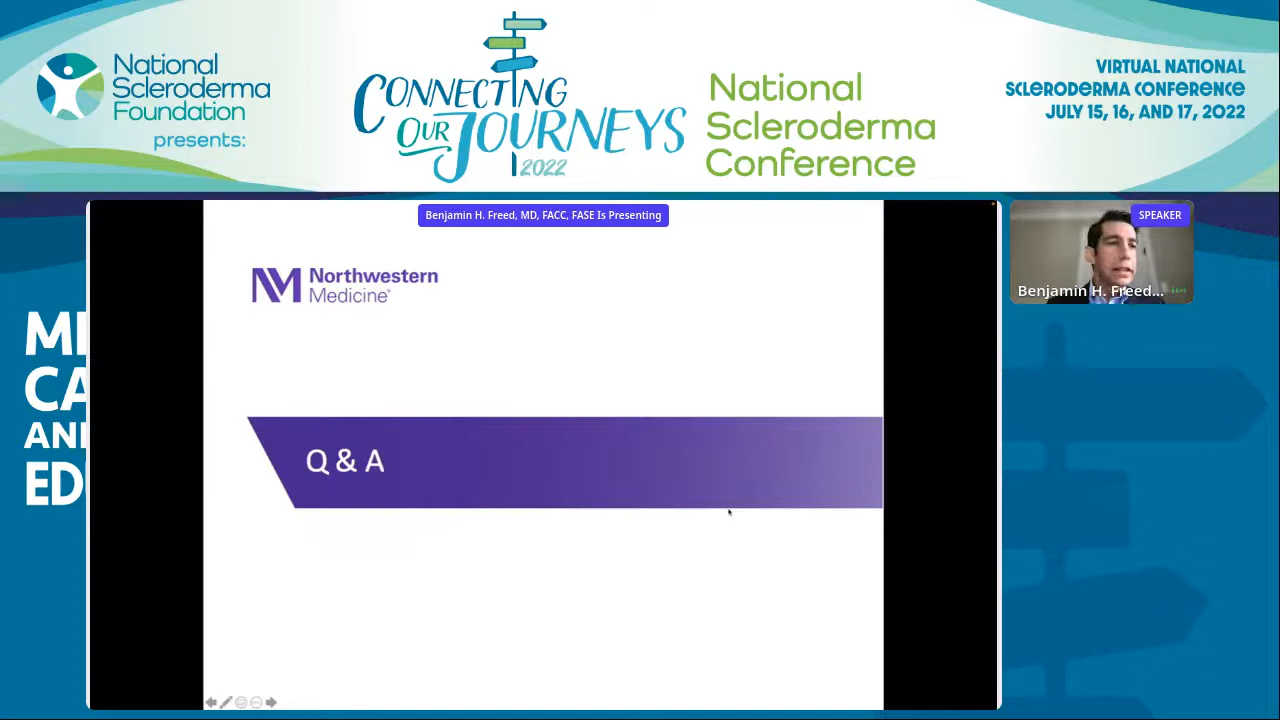 National
Scleroderma
Foundation
presents:
CONNECTING
OUR JOURNEYS
2022
National
Scleroderma
Conference
VIRTUAL NATIONAL
SCLERODERMA CONFERENCE
JULY 15, 16, AND 17, 2022
Benjamin H. Freed, MD, FACC, FASE Is Presenting
SPEAKER
Benjamin H. Freed...
NM Northwestern
Medicine®
Q & A